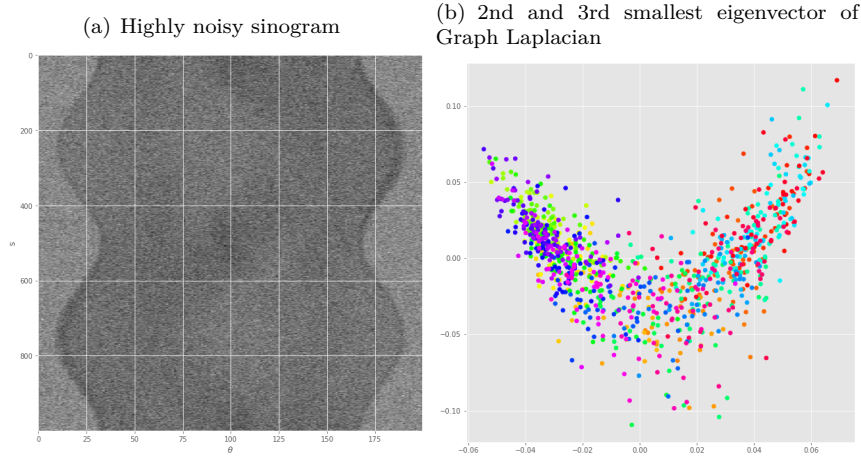 (a) Highly noisy sinogram
(b) 2nd and 3rd smallest eigenvector of
Graph Laplacian
0
200
400
600
800
s
0 25 50 75 100 125 150 175
θ
0.10
0.05
0.00
−0.05
−0.10
−0.06 −0.04 −0.02 0.00 0.02 0.04 0.06